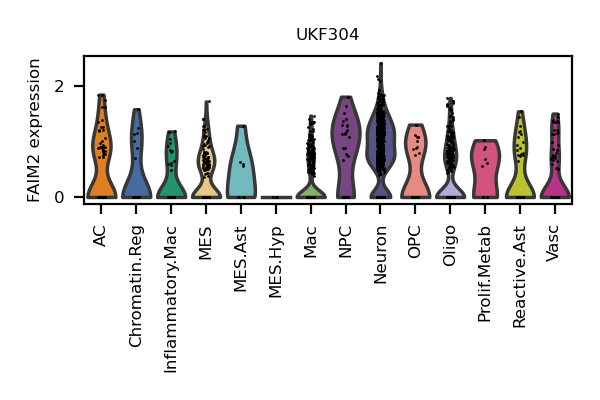 UKF304
FAIM2 expression
2
0
AC
Chromatin.Reg
Inflammatory.Mac
MES
MES.Ast
MES.Hyp
Mac
NPC
Neuron
OPC
Oligo
Prolif.Metab
Reactive.Ast
Vasc